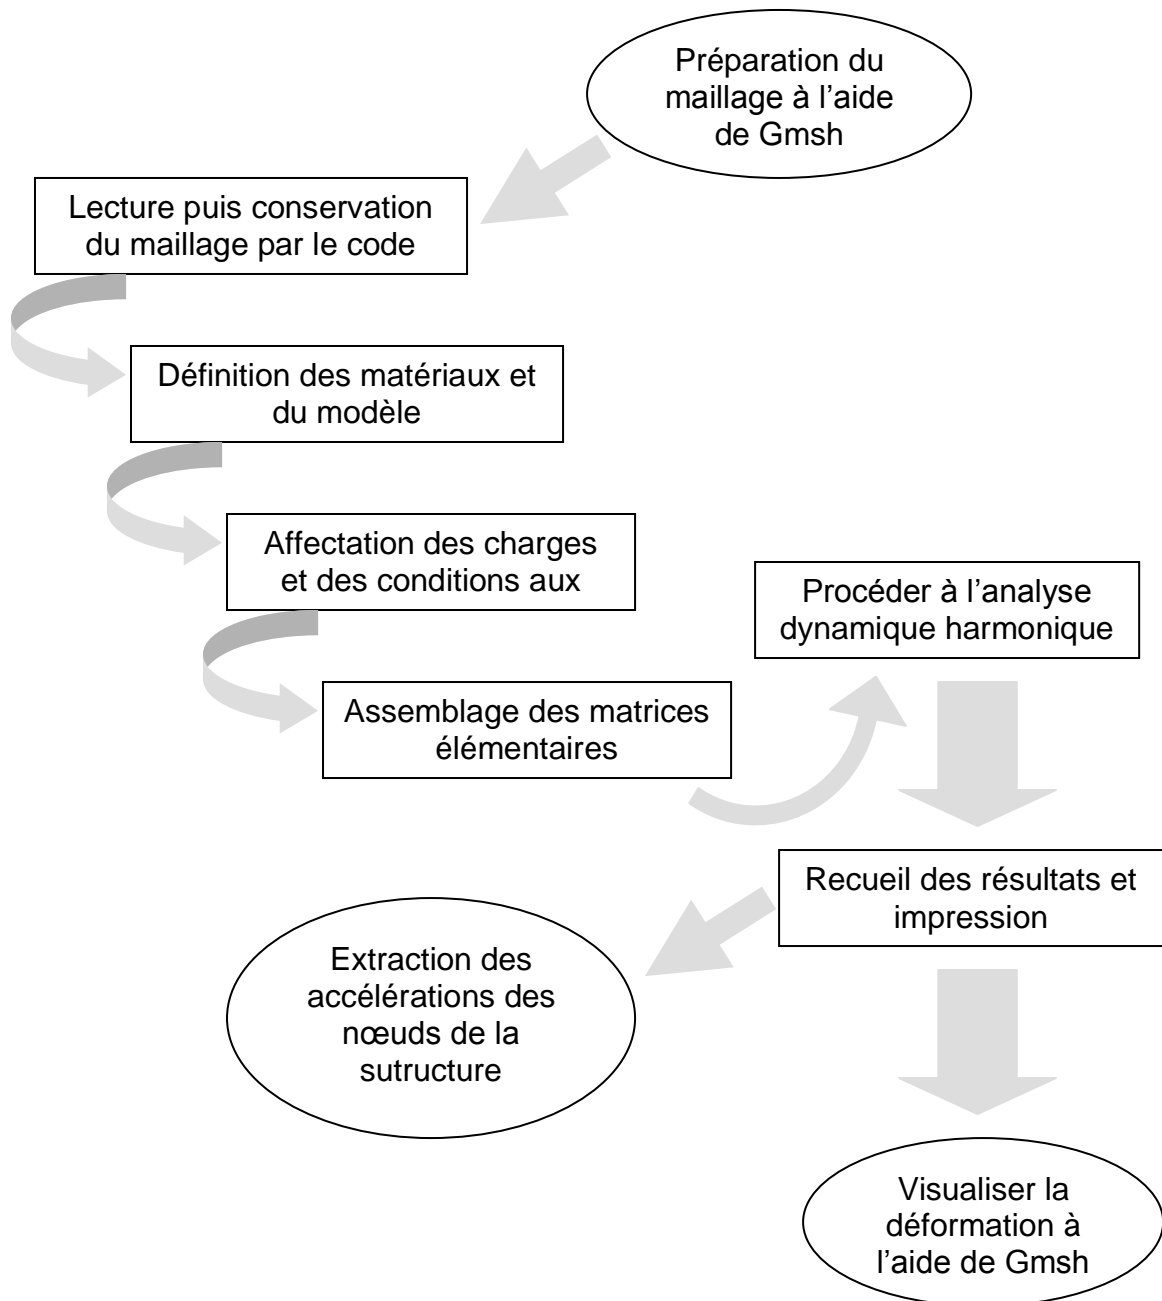 Préparation du
maillage à l’aide
de Gmsh
Lecture puis conservation
du maillage par le code
Définition des matériaux et
du modèle
Affectation des charges
et des conditions aux
Assemblage des matrices
élémentaires
Procéder à l’analyse
dynamique harmonique
Recueil des résultats et
impression
Extraction des
accélérations des
nœuds de la
sutructure
Visualiser la
déformation à
l’aide de Gmsh